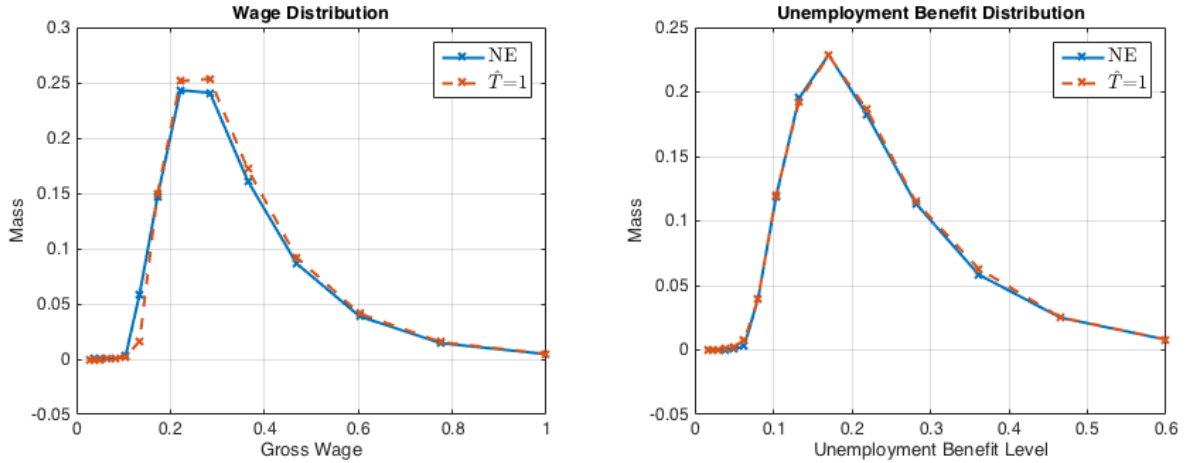 Wage Distribution
0.3
0.25
0.2
0.15
0.1
0.05
0
-0.05
Mass
0
0.2
0.4
0.6
0.8
1
Gross Wage
NE
T̂=1
Unemployment Benefit Distribution
0.25
0.2
0.15
0.1
0.05
0
-0.05
Mass
0
0.1
0.2
0.3
0.4
0.5
0.6
Unemployment Benefit Level
NE
T̂=1